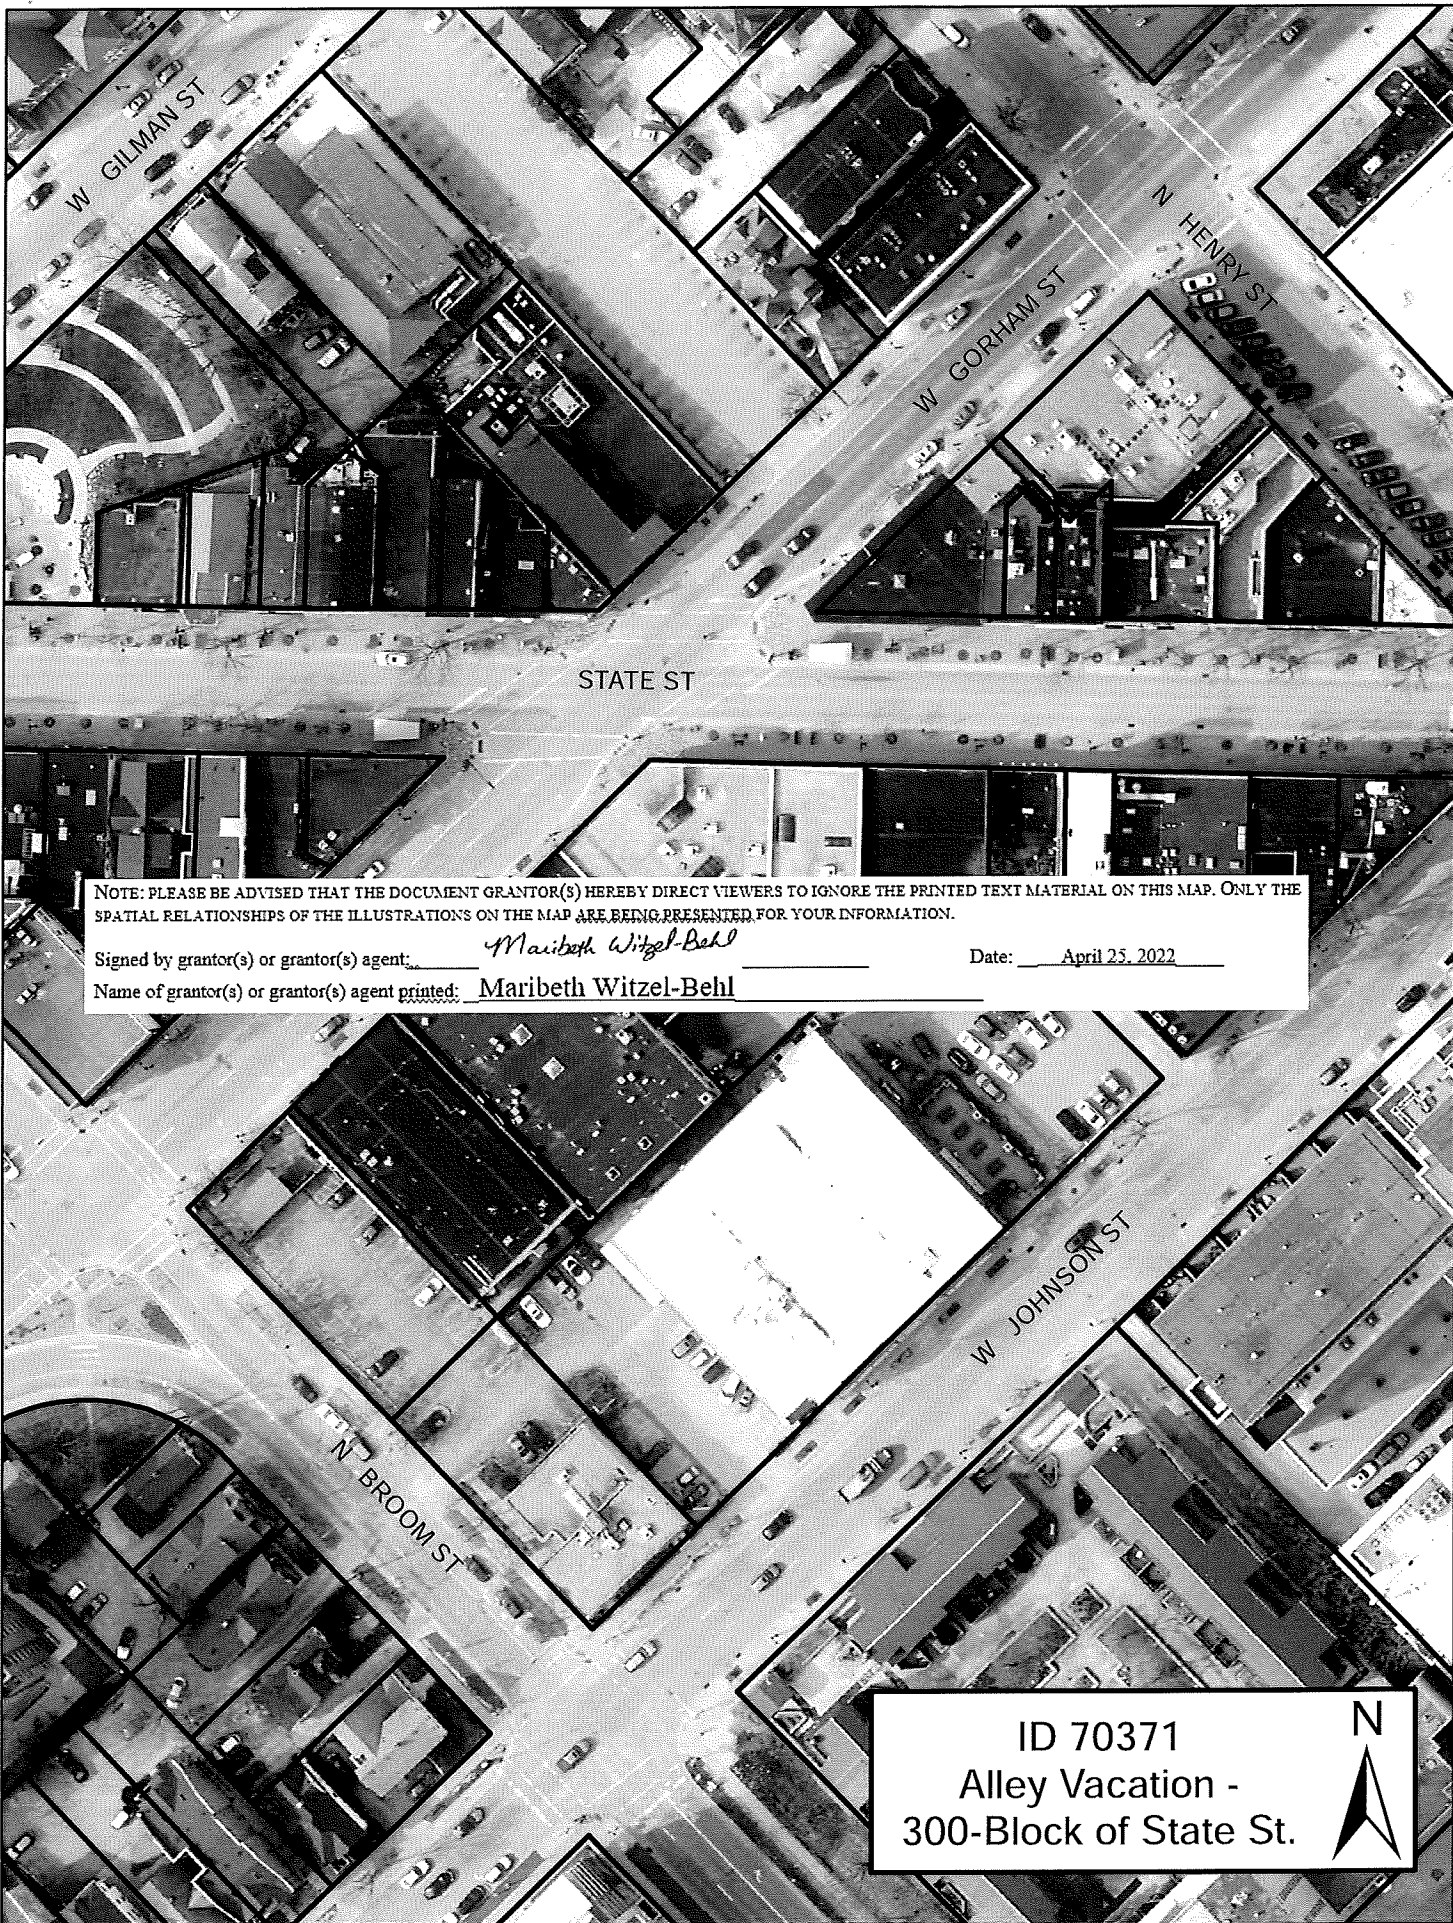 W GILMAN ST
N HENRY ST
W GORHAM ST
STATE ST
NOTE: PLEASE BE ADVISED THAT THE DOCUMENT GRANTOR(S) HEREBY DIRECT VIEWERS TO IGNORE THE PRINTED TEXT MATERIAL ON THIS MAP. ONLY THE
SPATIAL RELATIONSHIPS OF THE ILLUSTRATIONS ON THE MAP ARE BEING PRESENTED FOR YOUR INFORMATION.
Signed by grantor(s) or grantor(s) agent: Maribeth Witzel-Behl Date: April 25, 2022
Name of grantor(s) or grantor(s) agent printed: Maribeth Witzel-Behl
W JOHNSON ST
N BROOM ST
ID 70371
Alley Vacation -
300-Block of State St.
N